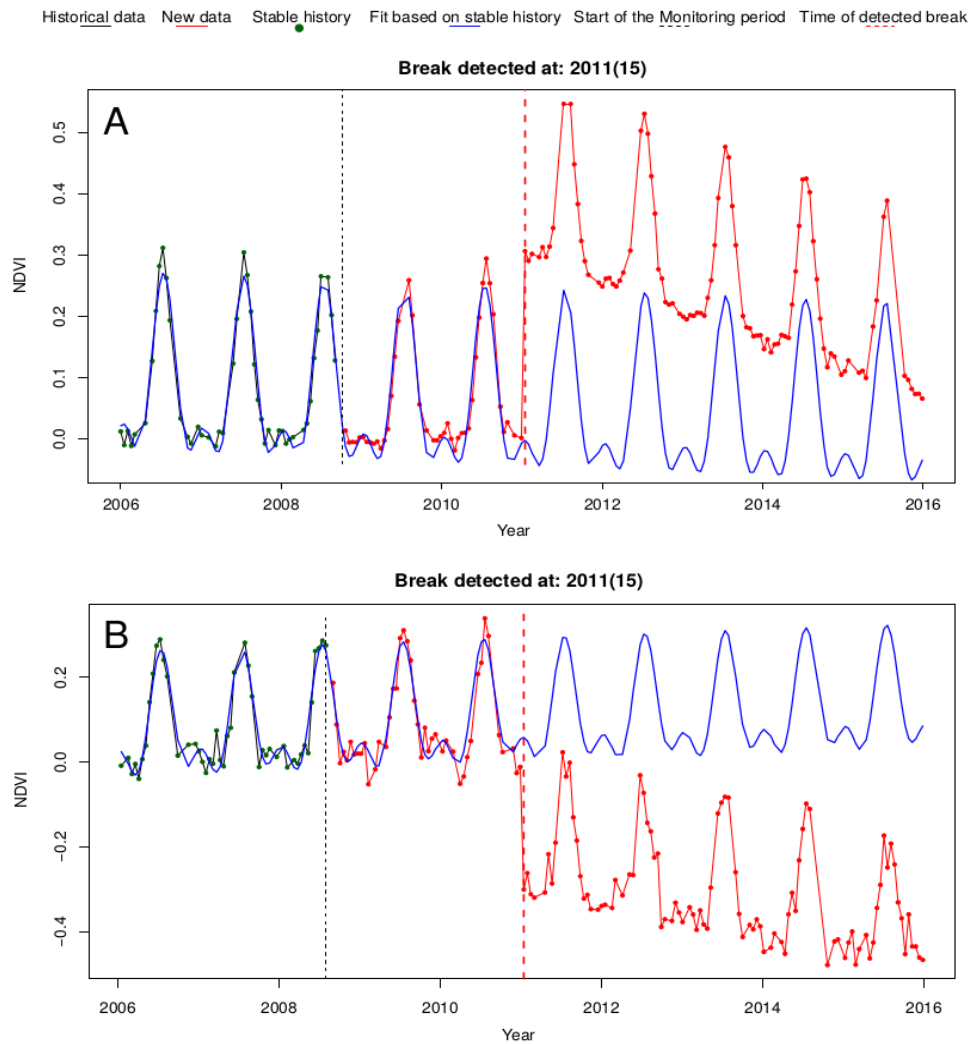 Historical data New data Stable history Fit based on stable history Start of the Monitoring period Time of detected break
Break detected at: 2011(15)
A
NDVI
0.5
0.4
0.3
0.2
0.1
0.0
2006 2008 2010 2012 2014 2016
Year
Break detected at: 2011(15)
B
NDVI
0.2
0.0
−0.2
−0.4
2006 2008 2010 2012 2014 2016
Year